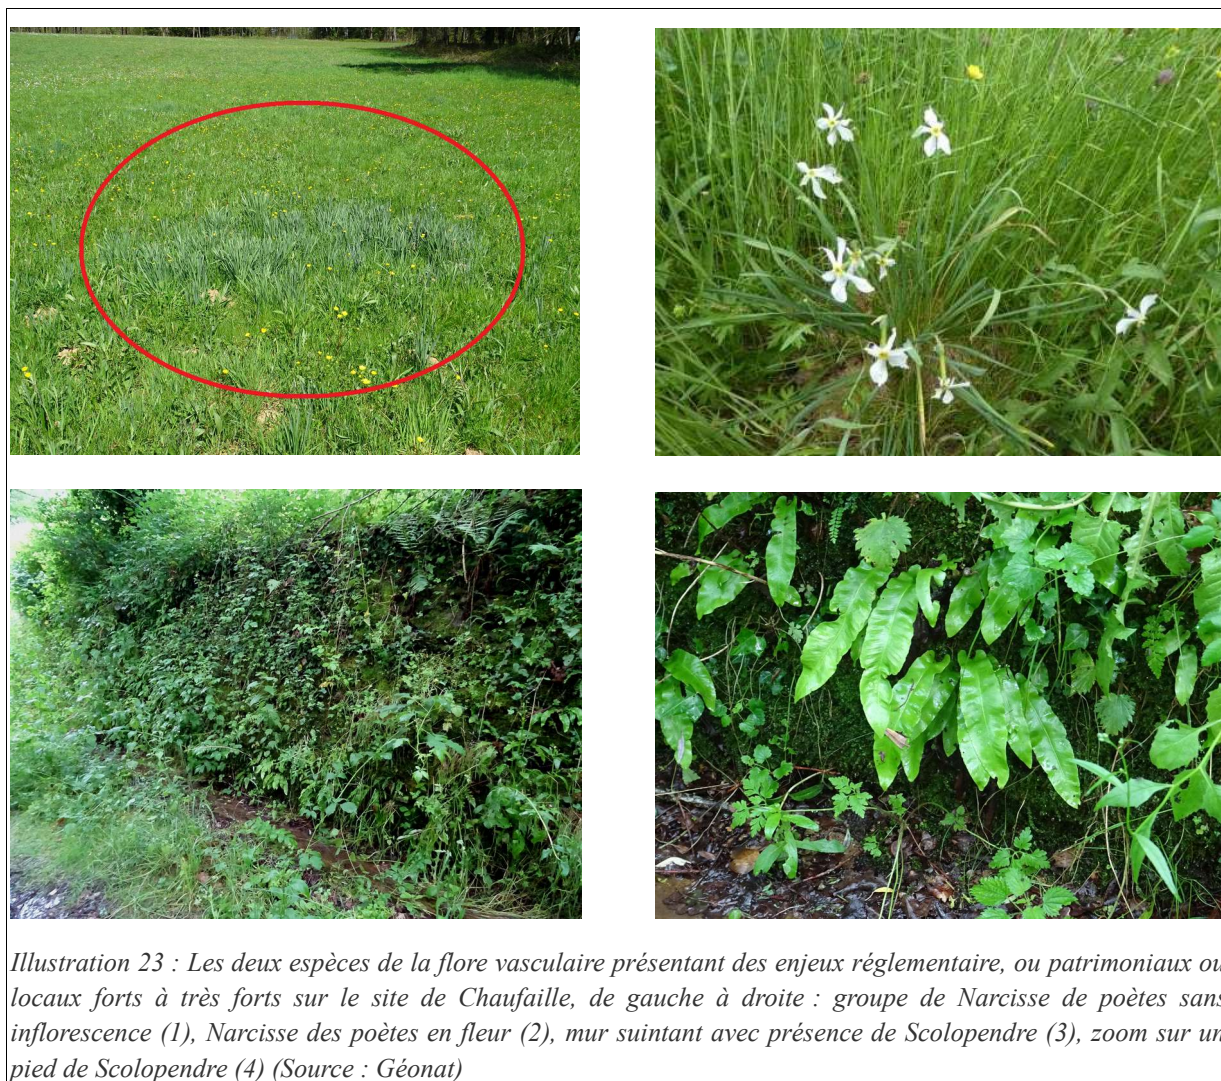 Illustration 23 : Les deux espèces de la flore vasculaire présentant des enjeux réglementaire, ou patrimoniaux ou
locaux forts à très forts sur le site de Chaufaille, de gauche à droite : groupe de Narcisse de poètes sans
inflorescence (1), Narcisse des poètes en fleur (2), mur suintant avec présence de Scolopendre (3), zoom sur un
pied de Scolopendre (4) (Source : Géonat)